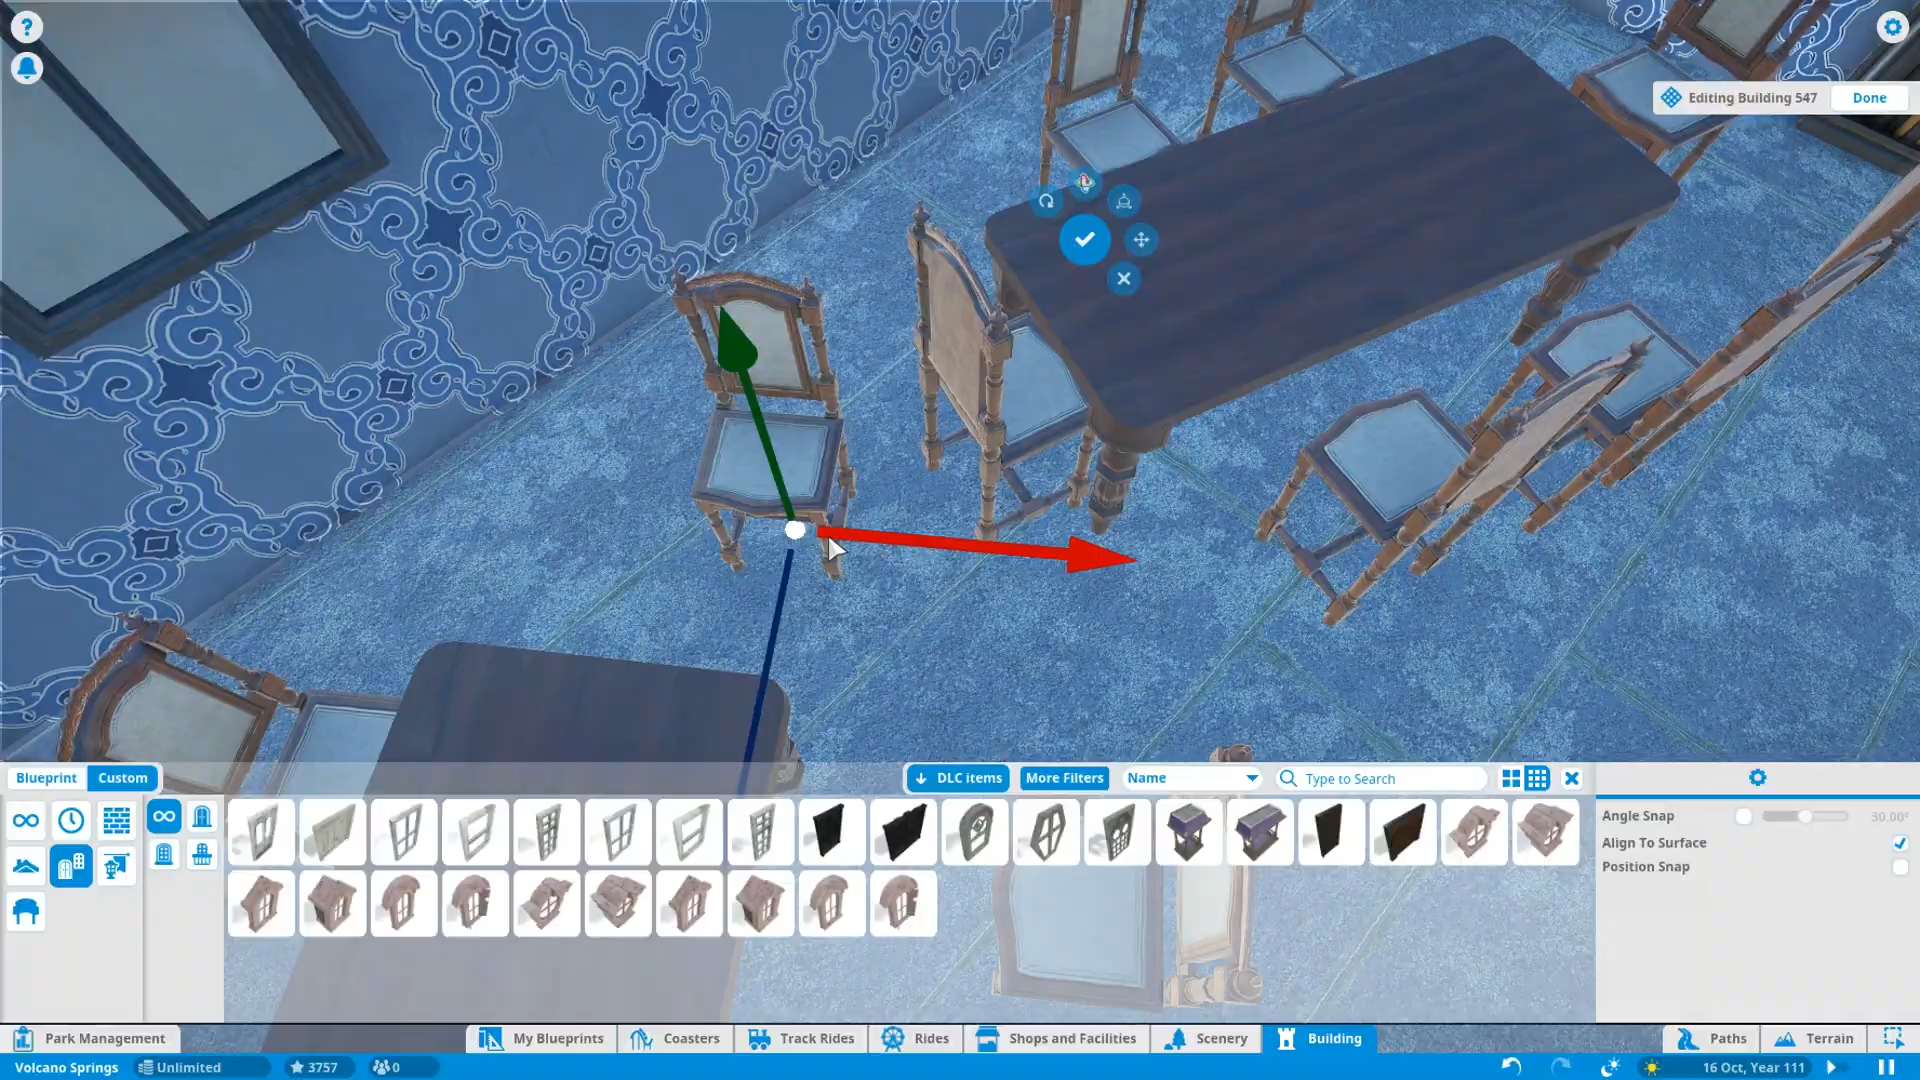 ?
Editing Building 547 Done
Blueprint Custom
DLC items More Filters Name Type to Search
Angle Snap 30.00°
Align To Surface
Position Snap
Park Management My Blueprints Coasters Track Rides Rides Shops and Facilities Scenery Building Paths Terrain
Volcano Springs Unlimited 3757 0 16 Oct, Year 111